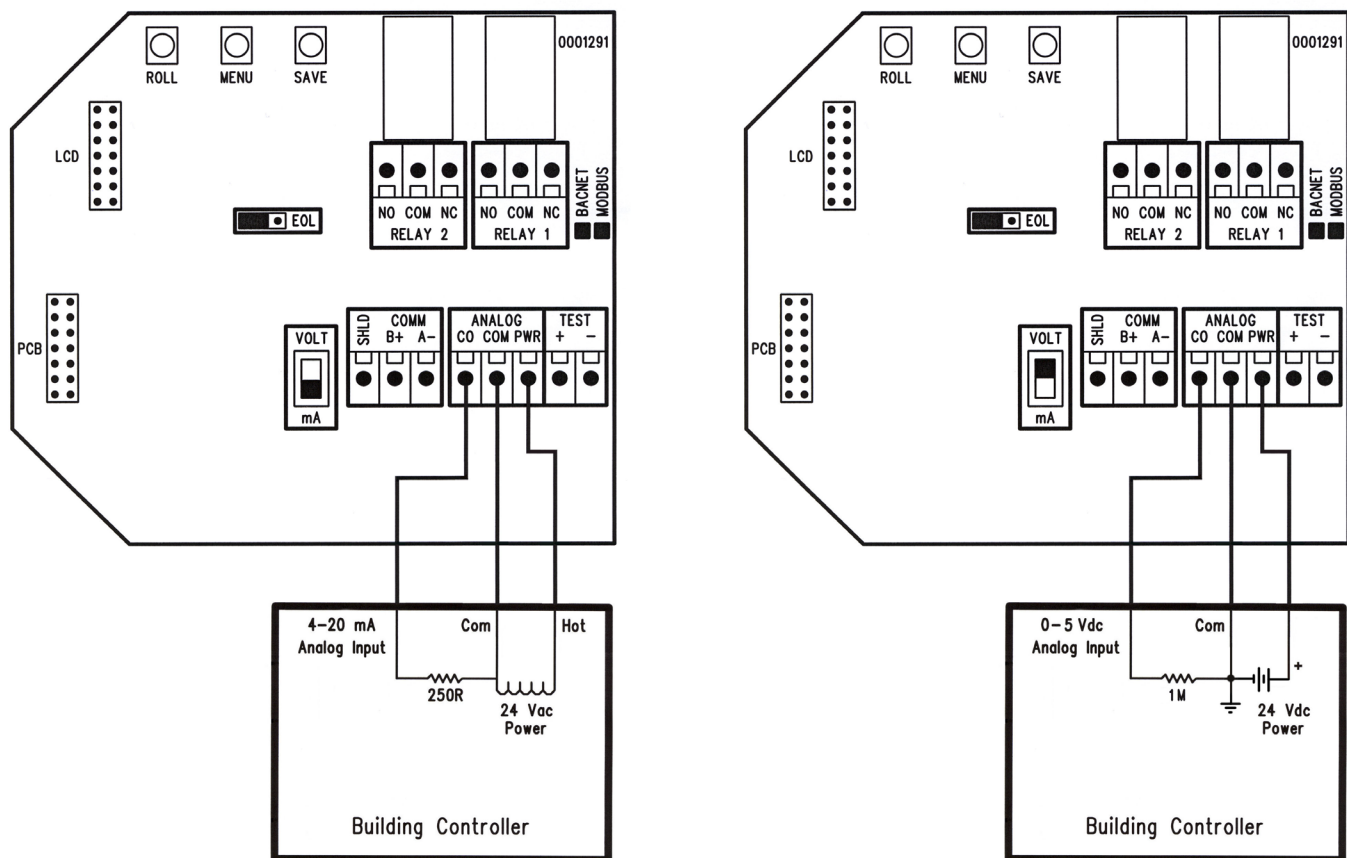 0001291
ROLL MENU SAVE
LCD
NO COM NC NO COM NC
RELAY 2 RELAY 1
BACNET
MODBUS
EOL
PCB
VOLT
mA
SHLD
COMM
B+ A-
ANALOG
CO COM PWR
TEST
+ -
4-20 mA
Analog Input
Com
Hot
250R
24 Vac
Power
Building Controller
0001291
ROLL MENU SAVE
LCD
NO COM NC NO COM NC
RELAY 2 RELAY 1
BACNET
MODBUS
EOL
PCB
VOLT
mA
SHLD
COMM
B+ A-
ANALOG
CO COM PWR
TEST
+ -
0-5 Vdc
Analog Input
Com
+
1M
24 Vdc
Power
Building Controller